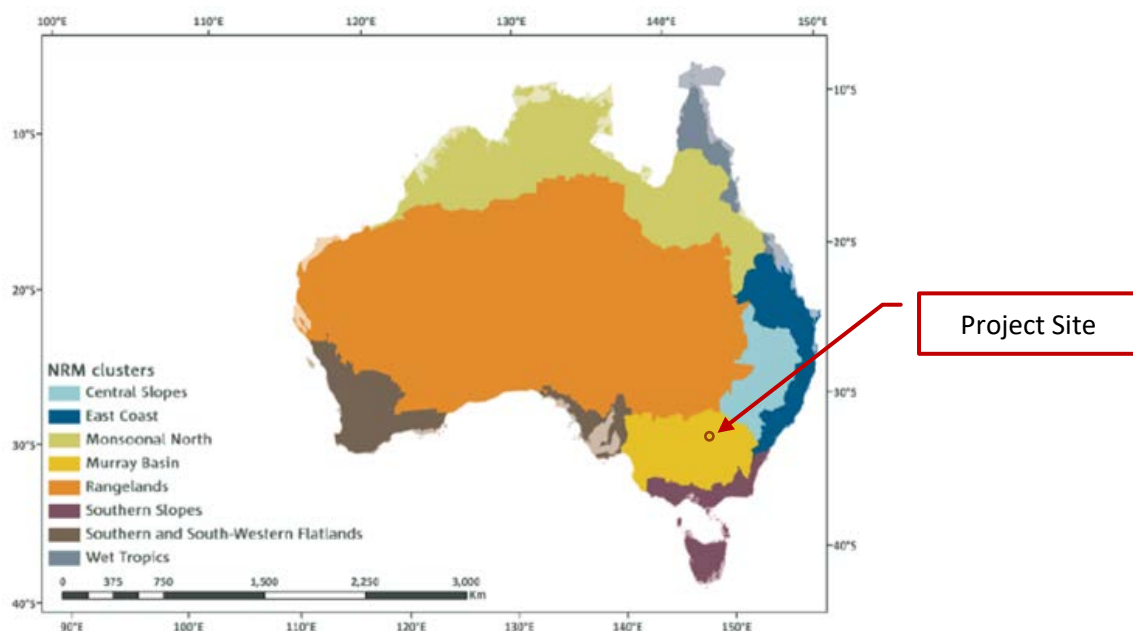 100°E 110°E 120°E 130°E 140°E 150°E
10°S
10°S
20°S
20°S
Project Site
NRM clusters
Central Slopes
East Coast
Monsoonal North
Murray Basin
Rangelands
Southern Slopes
Southern and South-Western Flatlands
Wet Tropics
30°S
30°S
40°S
0 375 750 1,500 2,250 3,000
Km
40°S
90°E 100°E 110°E 120°E 130°E 140°E 150°E